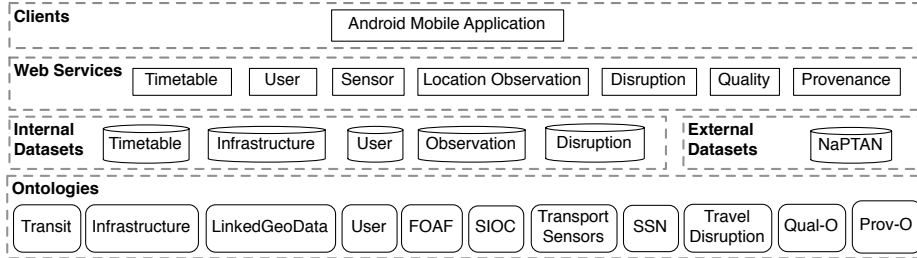 Clients
Android Mobile Application
Web Services
Timetable User Sensor Location Observation Disruption Quality Provenance
Internal
Datasets
Timetable Infrastructure User Observation Disruption
External
Datasets
NaPTAN
Ontologies
Transit Infrastructure LinkedGeoData User FOAF SIOC Transport
Sensors SSN Travel
Disruption Qual-O Prov-O